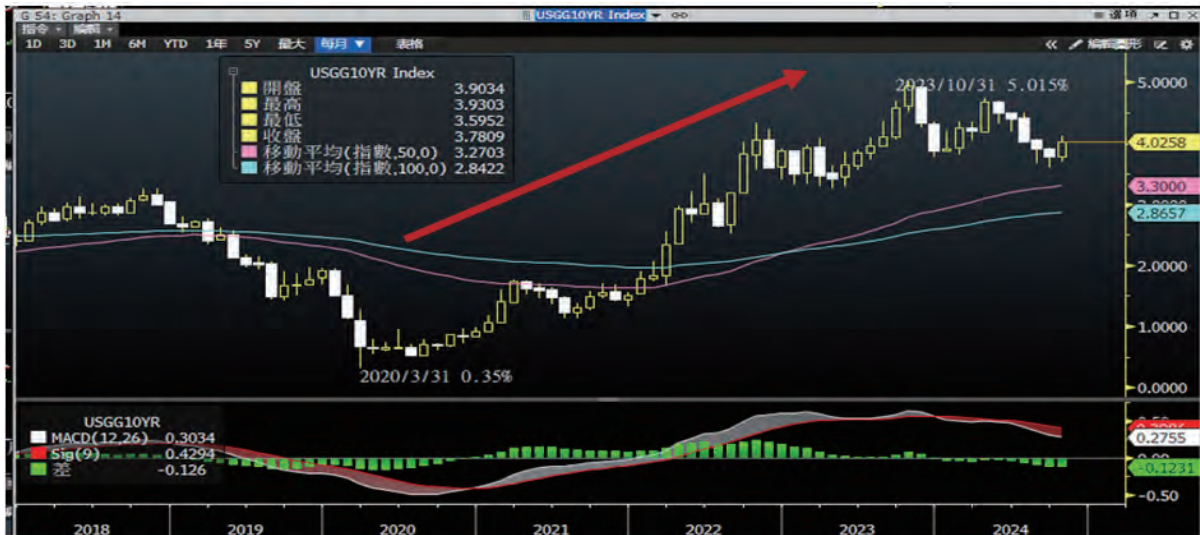 G 54: Graph 14
USGG10YR Index
選項
指令 編輯
1D 3D 1M 6M YTD 1年 5Y 最大 每月 表格
USGG10YR Index
開盤 3.9034
最高 3.9303
最低 3.5952
收盤 3.7809
移動平均(指數,50,0) 3.2703
移動平均(指數,100,0) 2.8422
2023/10/31 5.015%
2020/3/31 0.35%
5.0000
4.0258
3.3000
2.8657
2.0000
1.0000
0.0000
USGG10YR
MACD(12,26) 0.3034
Sig(9) 0.4294
差 -0.126
0.2755
-0.1231
-0.50
2018 2019 2020 2021 2022 2023 2024